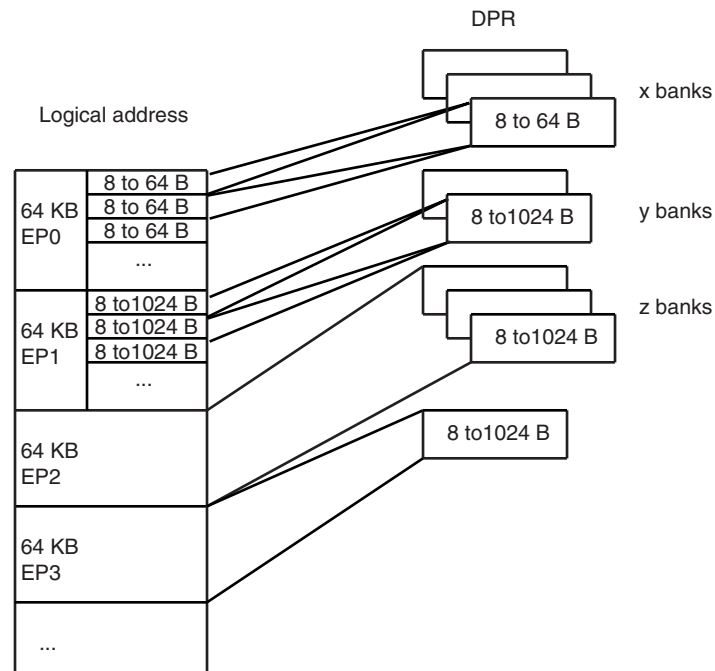 DPR
x banks
Logical address
8 to 64 B
8 to 64 B
64 KB
EP0
8 to 64 B
8 to 64 B
...
8 to1024 B
y banks
64 KB
EP1
8 to1024 B
8 to1024 B
8 to1024 B
...
z banks
8 to1024 B
64 KB
EP2
8 to1024 B
64 KB
EP3
...